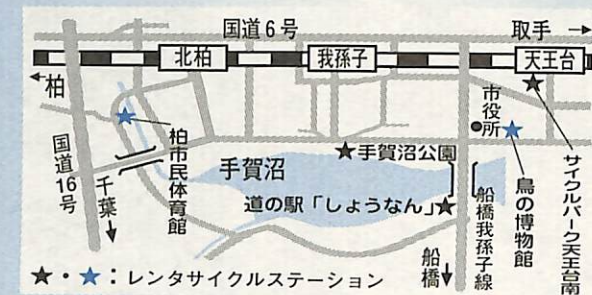 国道6号
取手→
北柏
我孫子
天王台
←柏
市役所
柏市民体育館
国道16号
千葉↓
手賀沼
★手賀沼公園
道の駅「しょうなん」★
船橋我孫子線
鳥の博物館
サイクルパーク天王台南
船橋↓
★・★：レンタサイクルステーション